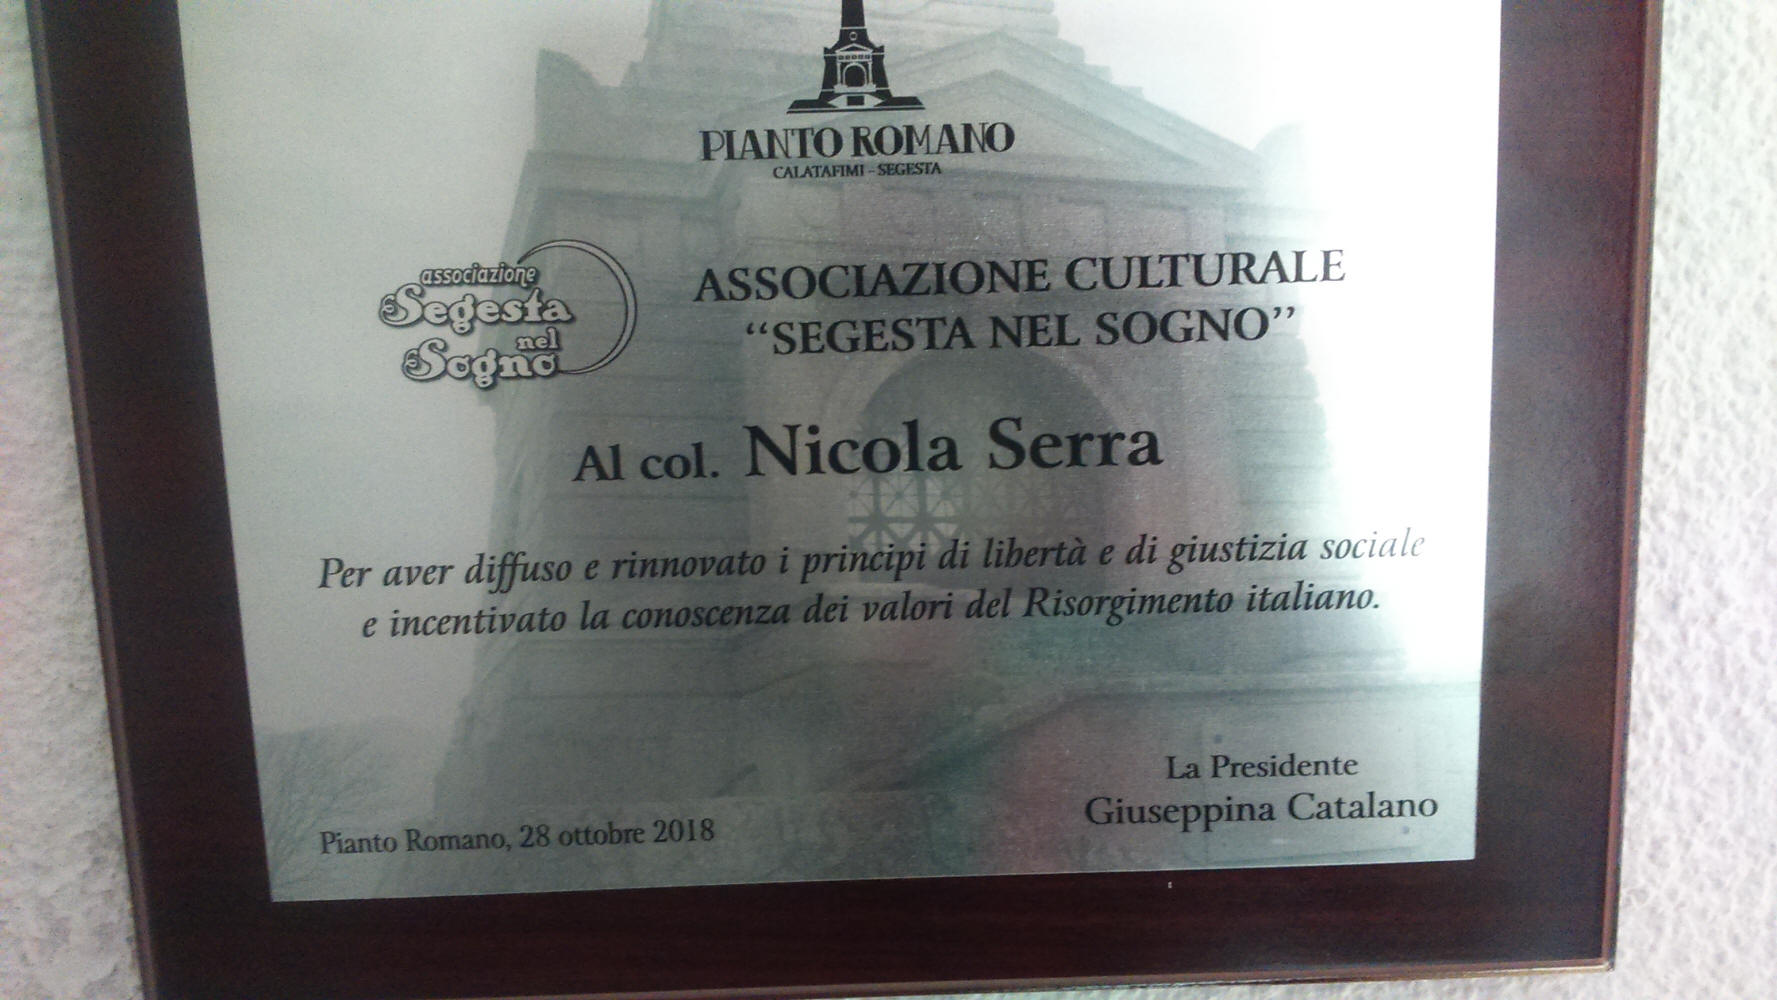 PIANTO ROMANO
CALATAFIMI - SEGESTA
associazione
Segesta
nel
Sogno
ASSOCIAZIONE CULTURALE
“SEGESTA NEL SOGNO”
Al col. Nicola Serra
Per aver diffuso e rinnovato i principi di libertà e di giustizia sociale
e incentivato la conoscenza dei valori del Risorgimento italiano.
La Presidente
Giuseppina Catalano
Pianto Romano, 28 ottobre 2018